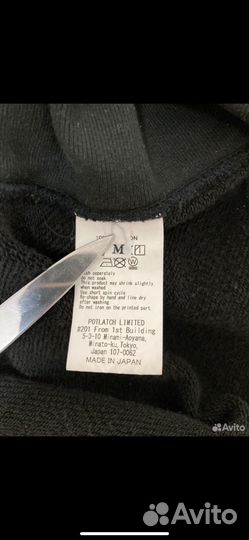 M
separately
do not soak.
This product may shrink slightly
when washed
Use short spin cycle
Re-shape by hand and line dry
after washing
Do not iron on the printed part
POTLATCH LIMITED
#201 From 1st Building
5-3-10 Minami-Aoyama,
Minato-ku,Tokyo,
Japan 107-0062
MADE IN JAPAN
Avito
Avito